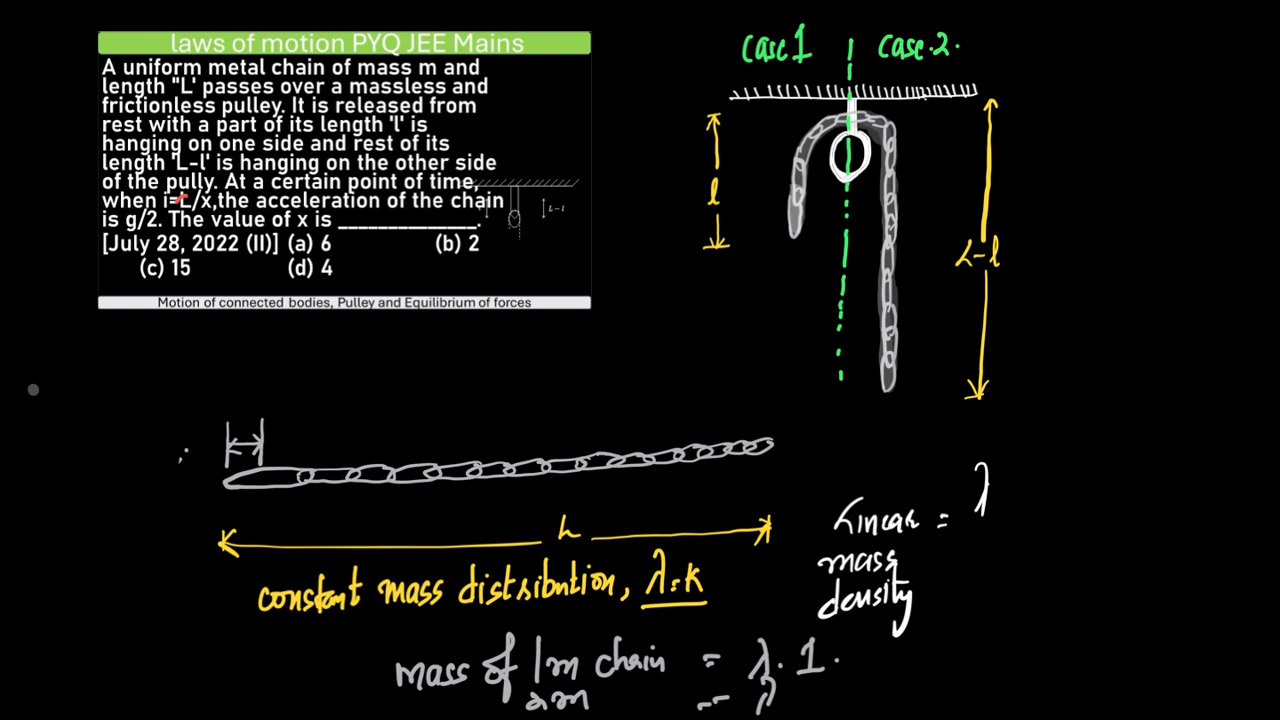 laws of motion PYQ JEE Mains
A uniform metal chain of mass m and
length "L' passes over a massless and
frictionless pulley. It is released from
rest with a part of its length 'l' is
hanging on one side and rest of its
length 'L-l' is hanging on the other side
of the pully. At a certain point of time,
when i=L/x,the acceleration of the chain
is g/2. The value of x is ______________.
[July 28, 2022 (II)] (a) 6 (b) 2
(c) 15 (d) 4
L-l
Motion of connected bodies, Pulley and Equilibrium of forces
case 1 case 2.
l
L-l
L
constant mass distribution, λ=k
Linear = λ
mass
density
mass of 1m chain = λ. 1.
2m